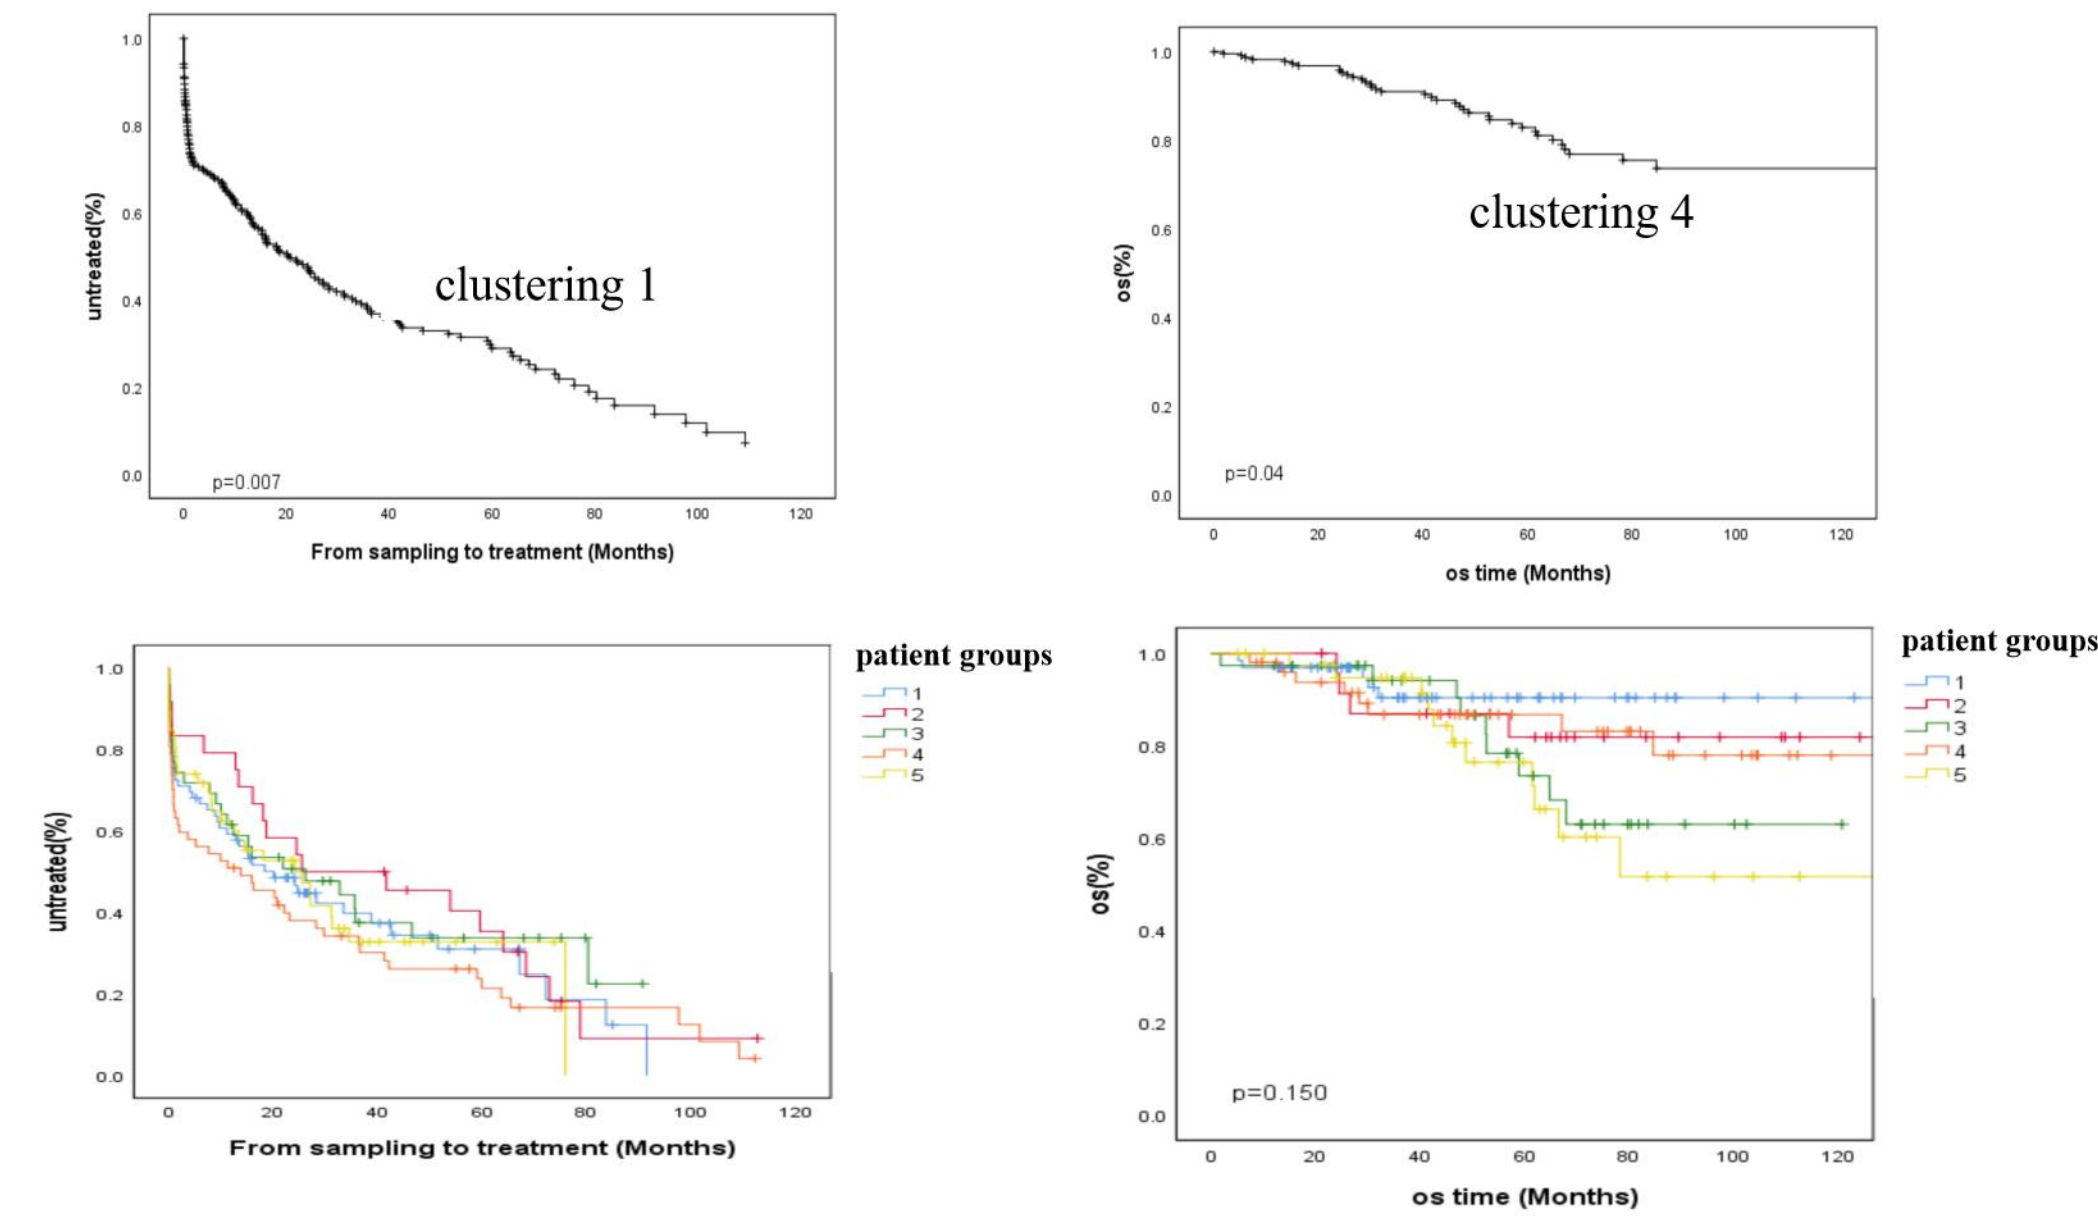 1.0
0.8
0.6
0.4
0.2
0.0
untreated(%)
clustering 1
p=0.007
0 20 40 60 80 100 120
From sampling to treatment (Months)
1.0
0.8
0.6
0.4
0.2
0.0
os(%)
clustering 4
p=0.04
0 20 40 60 80 100 120
os time (Months)
1.0
0.8
0.6
0.4
0.2
0.0
untreated(%)
0 20 40 60 80 100 120
From sampling to treatment (Months)
patient groups
1
2
3
4
5
1.0
0.8
0.6
0.4
0.2
0.0
os(%)
p=0.150
0 20 40 60 80 100 120
os time (Months)
patient groups
1
2
3
4
5